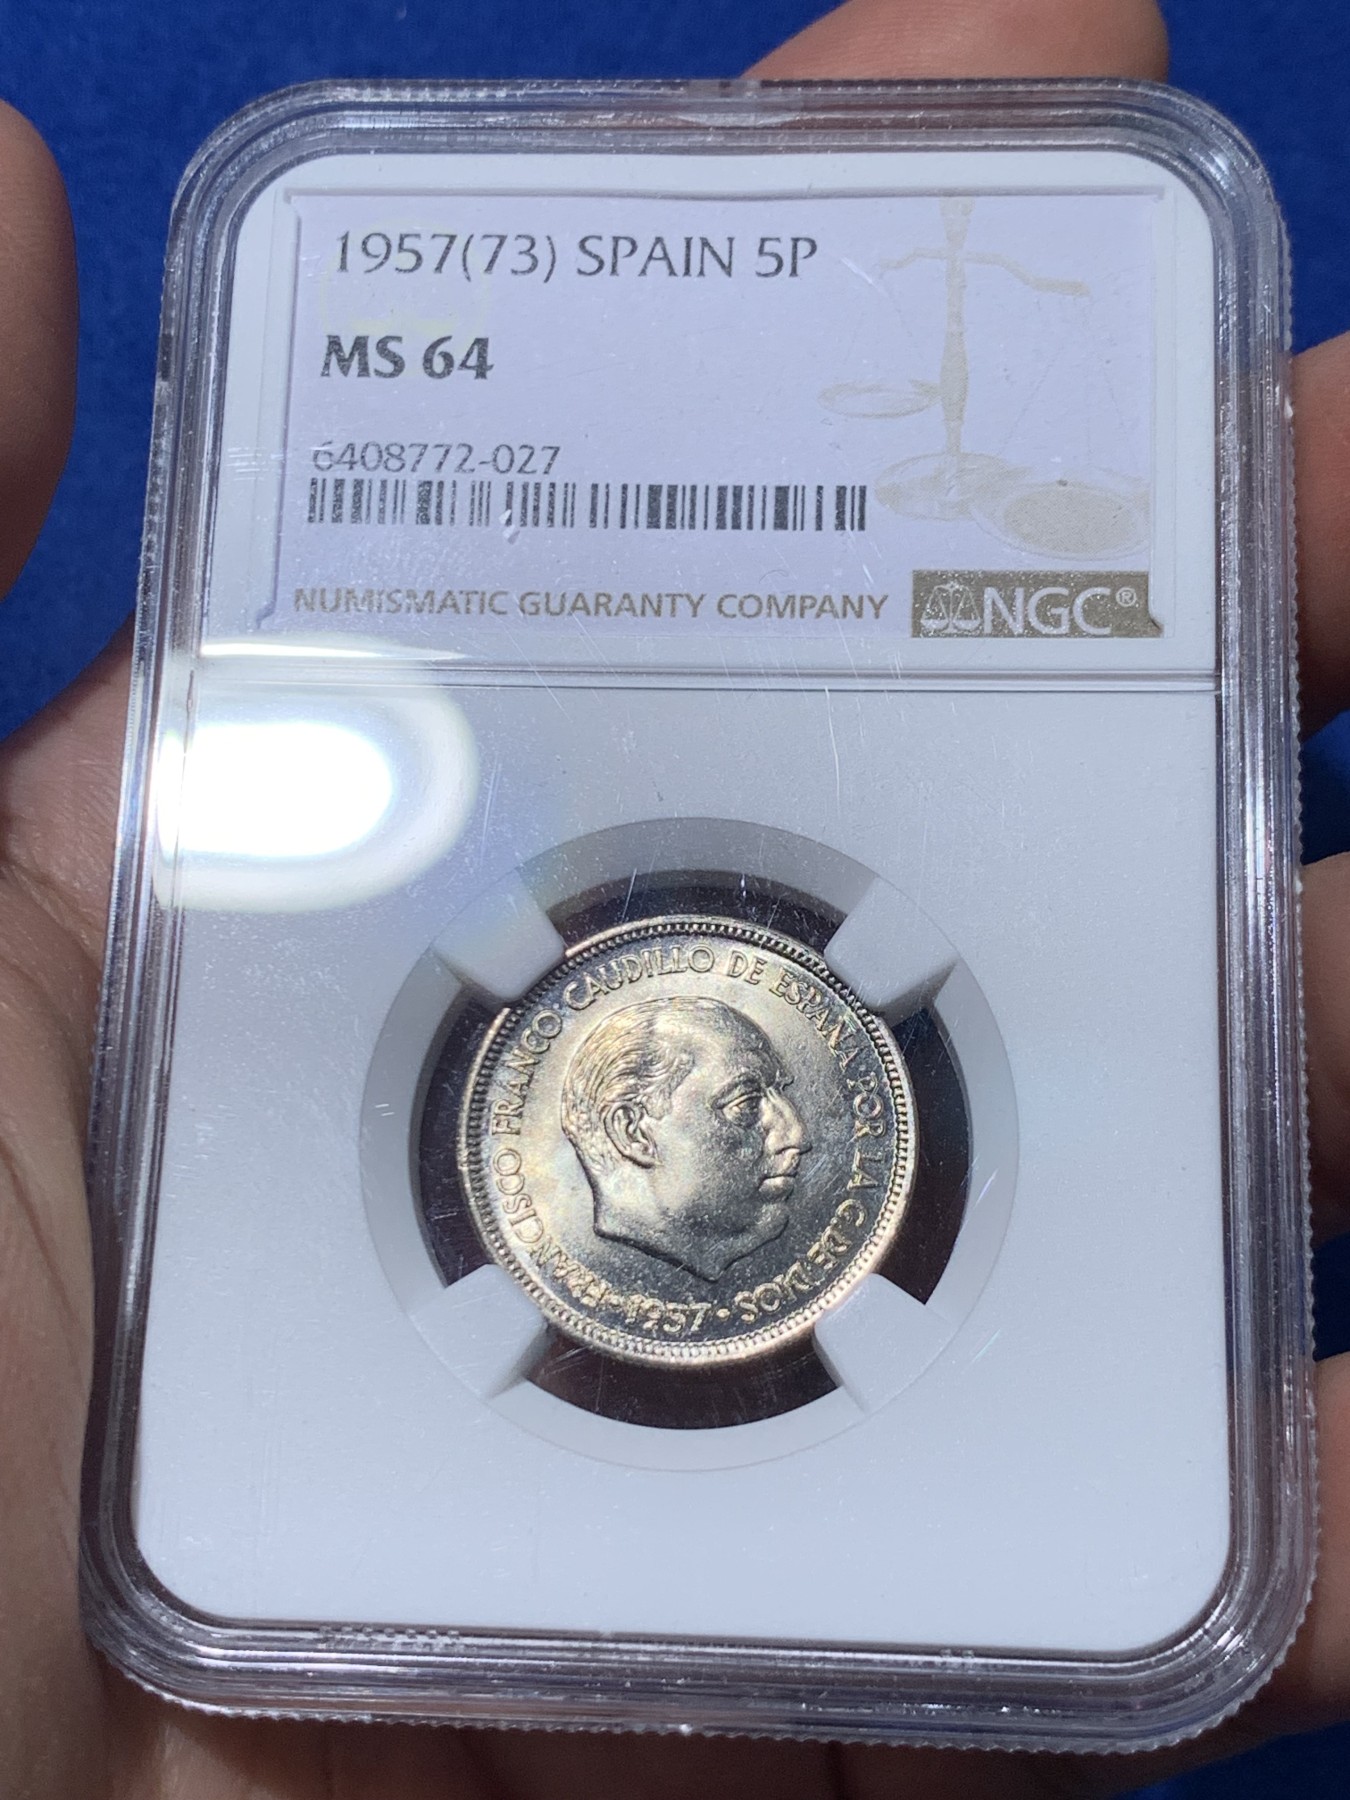 1957(73) SPAIN 5P
MS 64
6408772-027
NUMISMATIC GUARANTY COMPANY NGC®
FRANCISCO FRANCO · CAUDILLO DE ESPAÑA · POR LA G. DE DIOS · 1957 ·